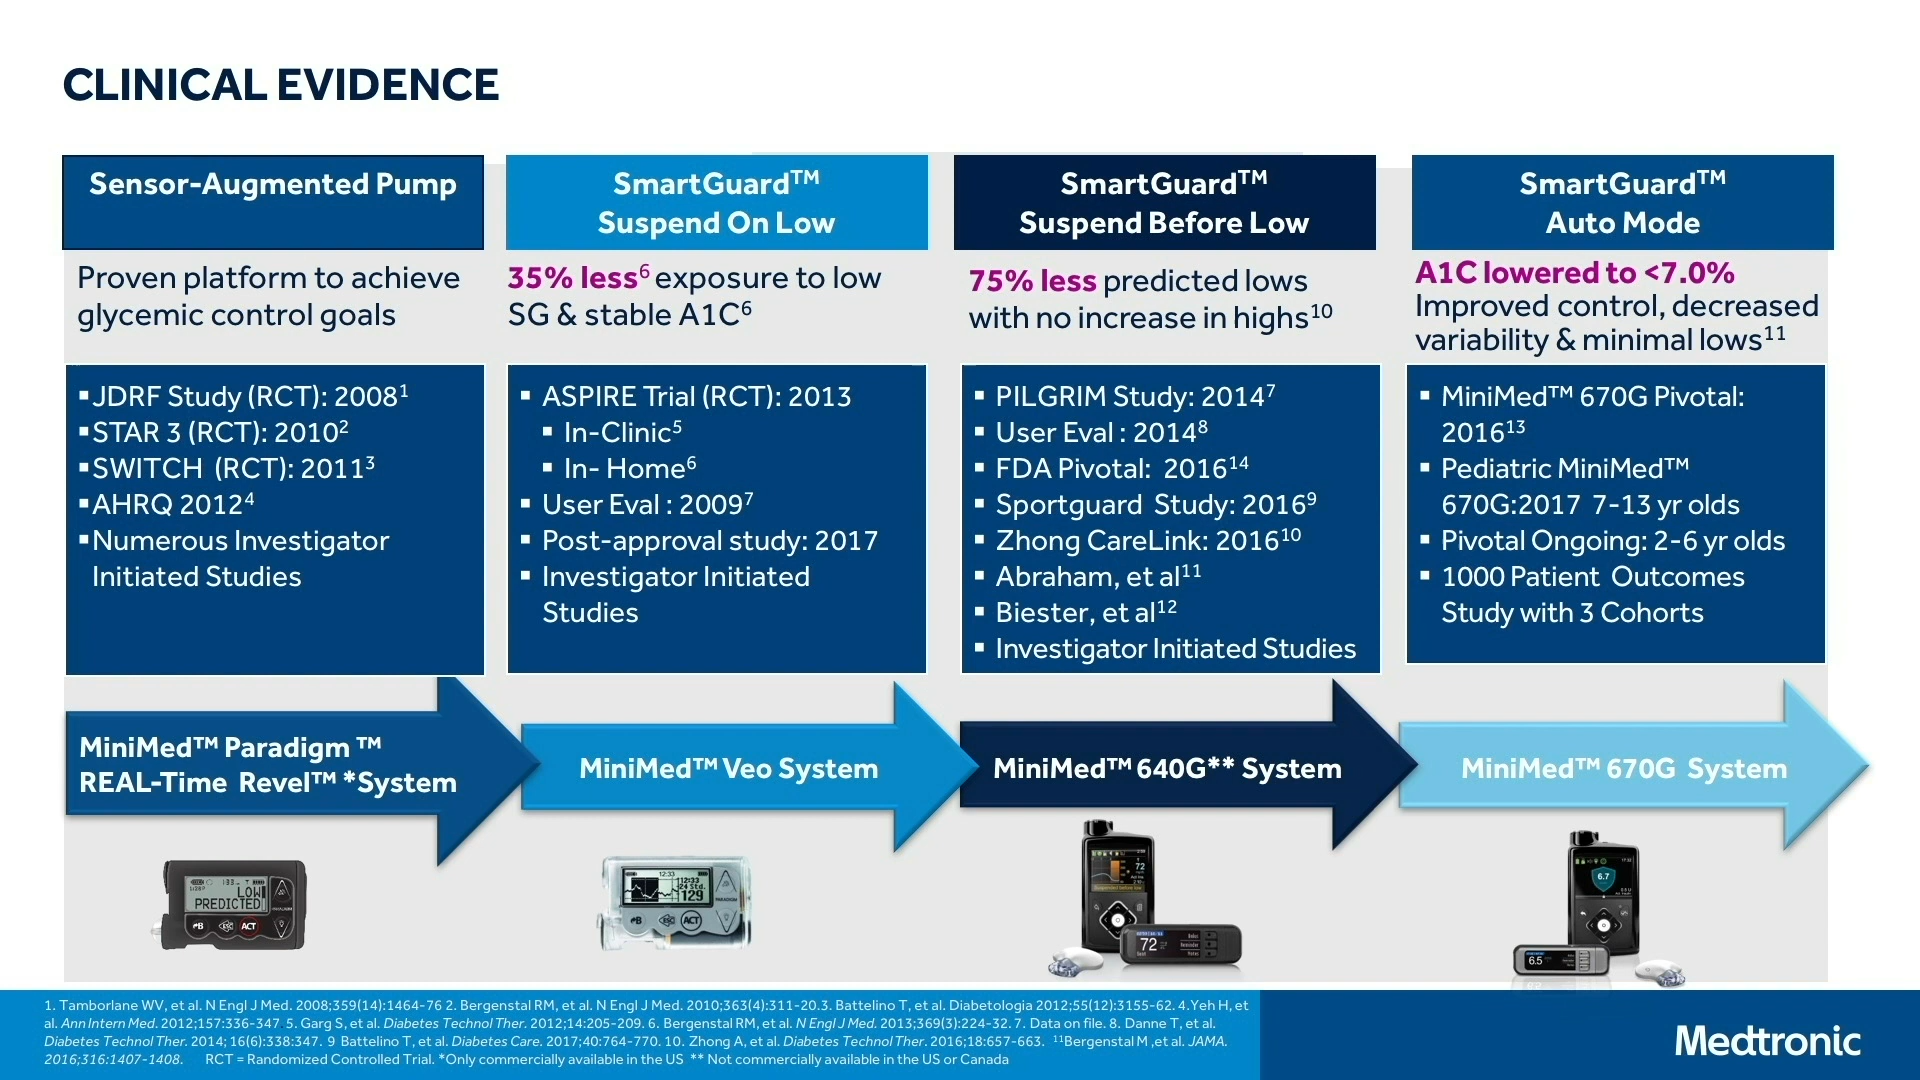 CLINICAL EVIDENCE
Sensor-Augmented Pump
Proven platform to achieve
glycemic control goals
▪JDRF Study (RCT): 2008¹
▪STAR 3 (RCT): 2010²
▪SWITCH (RCT): 2011³
▪AHRQ 2012⁴
▪Numerous Investigator
Initiated Studies
MiniMed™ Paradigm ™
REAL-Time Revel™ *System
LOW
PREDICTED
B
ESC
ACT
SmartGuard™
Suspend On Low
35% less⁶ exposure to low
SG & stable A1C⁶
▪ ASPIRE Trial (RCT): 2013
▪ In-Clinic⁵
▪ In- Home⁶
▪ User Eval : 2009⁷
▪ Post-approval study: 2017
▪ Investigator Initiated
Studies
MiniMed™ Veo System
12:33
129
PARADIGM
B
ESC
ACT
SmartGuard™
Suspend Before Low
75% less predicted lows
with no increase in highs¹⁰
▪ PILGRIM Study: 2014⁷
▪ User Eval : 2014⁸
▪ FDA Pivotal: 2016¹⁴
▪ Sportguard Study: 2016⁹
▪ Zhong CareLink: 2016¹⁰
▪ Abraham, et al¹¹
▪ Biester, et al¹²
▪ Investigator Initiated Studies
MiniMed™ 640G** System
72
Suspended before low
72
SmartGuard™
Auto Mode
A1C lowered to <7.0%
Improved control, decreased
variability & minimal lows¹¹
▪ MiniMed™ 670G Pivotal:
2016¹³
▪ Pediatric MiniMed™
670G:2017 7-13 yr olds
▪ Pivotal Ongoing: 2-6 yr olds
▪ 1000 Patient Outcomes
Study with 3 Cohorts
MiniMed™ 670G System
6.7
6.5
1. Tamborlane WV, et al. N Engl J Med. 2008;359(14):1464-76 2. Bergenstal RM, et al. N Engl J Med. 2010;363(4):311-20.3. Battelino T, et al. Diabetologia 2012;55(12):3155-62. 4.Yeh H, et
al. Ann Intern Med. 2012;157:336-347 5. Garg S, et al. Diabetes Technol Ther. 2012;14:205-209. 6. Bergenstal RM, et al. N Engl J Med. 2013;369(3):224-32. 7. Data on file. 8. Danne T, et al.
Diabetes Technol Ther. 2014; 16(6):338:347. 9 Battelino T, et al. Diabetes Care. 2017;40:764-770. 10. Zhong A, et al. Diabetes Technol Ther. 2016;18:657-663. ¹¹Bergenstal M ,et al. JAMA.
2016;316:1407-1408. RCT = Randomized Controlled Trial. *Only commercially available in the US ** Not commercially available in the US or Canada
Medtronic